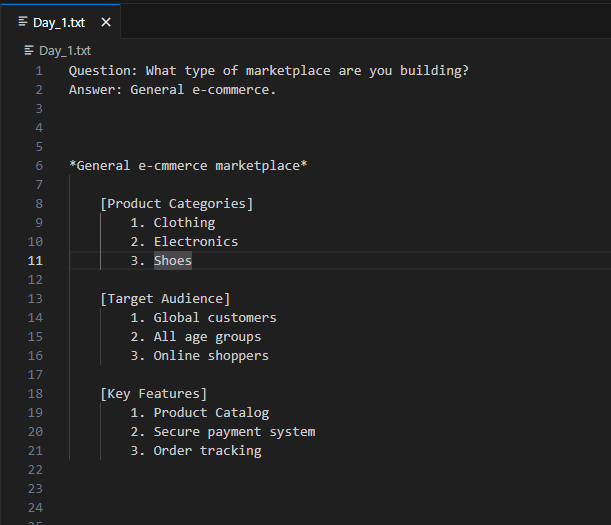 Day_1.txt ×
Day_1.txt
1 Question: What type of marketplace are you building?
2 Answer: General e-commerce.
3
4
5
6 *General e-cmmerce marketplace*
7
8 [Product Categories]
9 1. Clothing
10 2. Electronics
11 3. Shoes
12
13 [Target Audience]
14 1. Global customers
15 2. All age groups
16 3. Online shoppers
17
18 [Key Features]
19 1. Product Catalog
20 2. Secure payment system
21 3. Order tracking
22
23
24